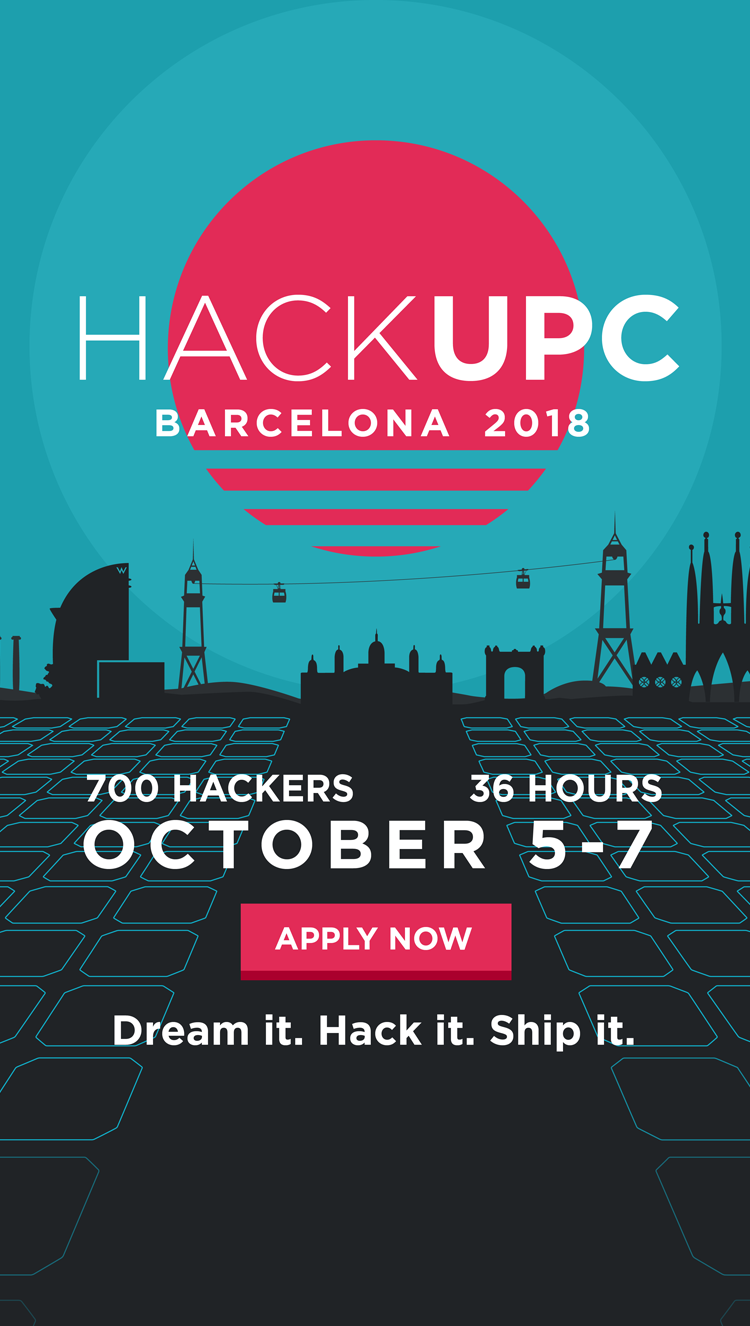 HACKUPC
BARCELONA 2018
W
700 HACKERS 36 HOURS
OCTOBER 5-7
APPLY NOW
Dream it. Hack it. Ship it.